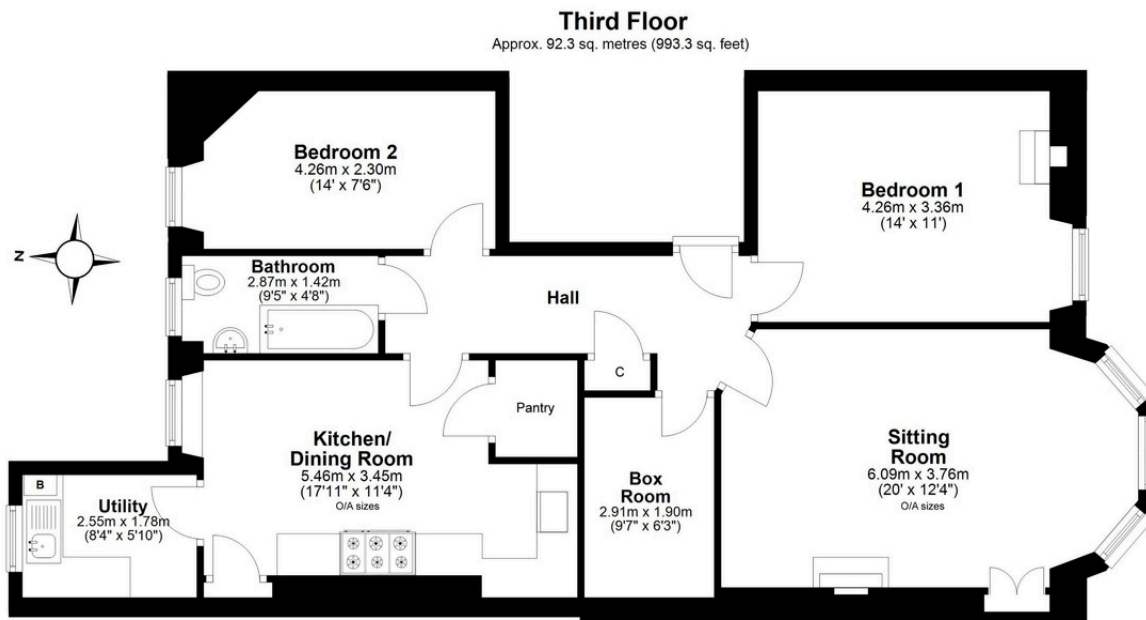 Third Floor
Approx. 92.3 sq. metres (993.3 sq. feet)
Bedroom 2
4.26m x 2.30m
(14' x 7'6")
Bedroom 1
4.26m x 3.36m
(14' x 11')
N
Bathroom
2.87m x 1.42m
(9'5" x 4'8")
Hall
C
Pantry
Kitchen/
Dining Room
5.46m x 3.45m
(17'11" x 11'4")
O/A sizes
Sitting
Room
6.09m x 3.76m
(20' x 12'4")
O/A sizes
Box
Room
2.91m x 1.90m
(9'7" x 6'3")
B
Utility
2.55m x 1.78m
(8'4" x 5'10")